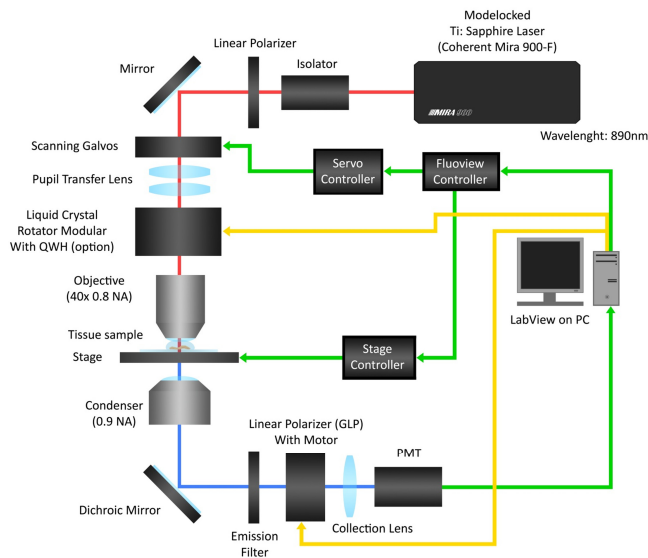 Modelocked
Ti: Sapphire Laser
(Coherent Mira 900-F)
Linear Polarizer
Isolator
Mirror
MIRA 900
Wavelenght: 890nm
Scanning Galvos
Servo
Controller
Fluoview
Controller
Pupil Transfer Lens
Liquid Crystal
Rotator Modular
With QWH (option)
Objective
(40x 0.8 NA)
LabView on PC
Tissue sample
Stage
Stage
Controller
Condenser
(0.9 NA)
Linear Polarizer (GLP)
With Motor
PMT
Dichroic Mirror
Emission
Filter
Collection Lens